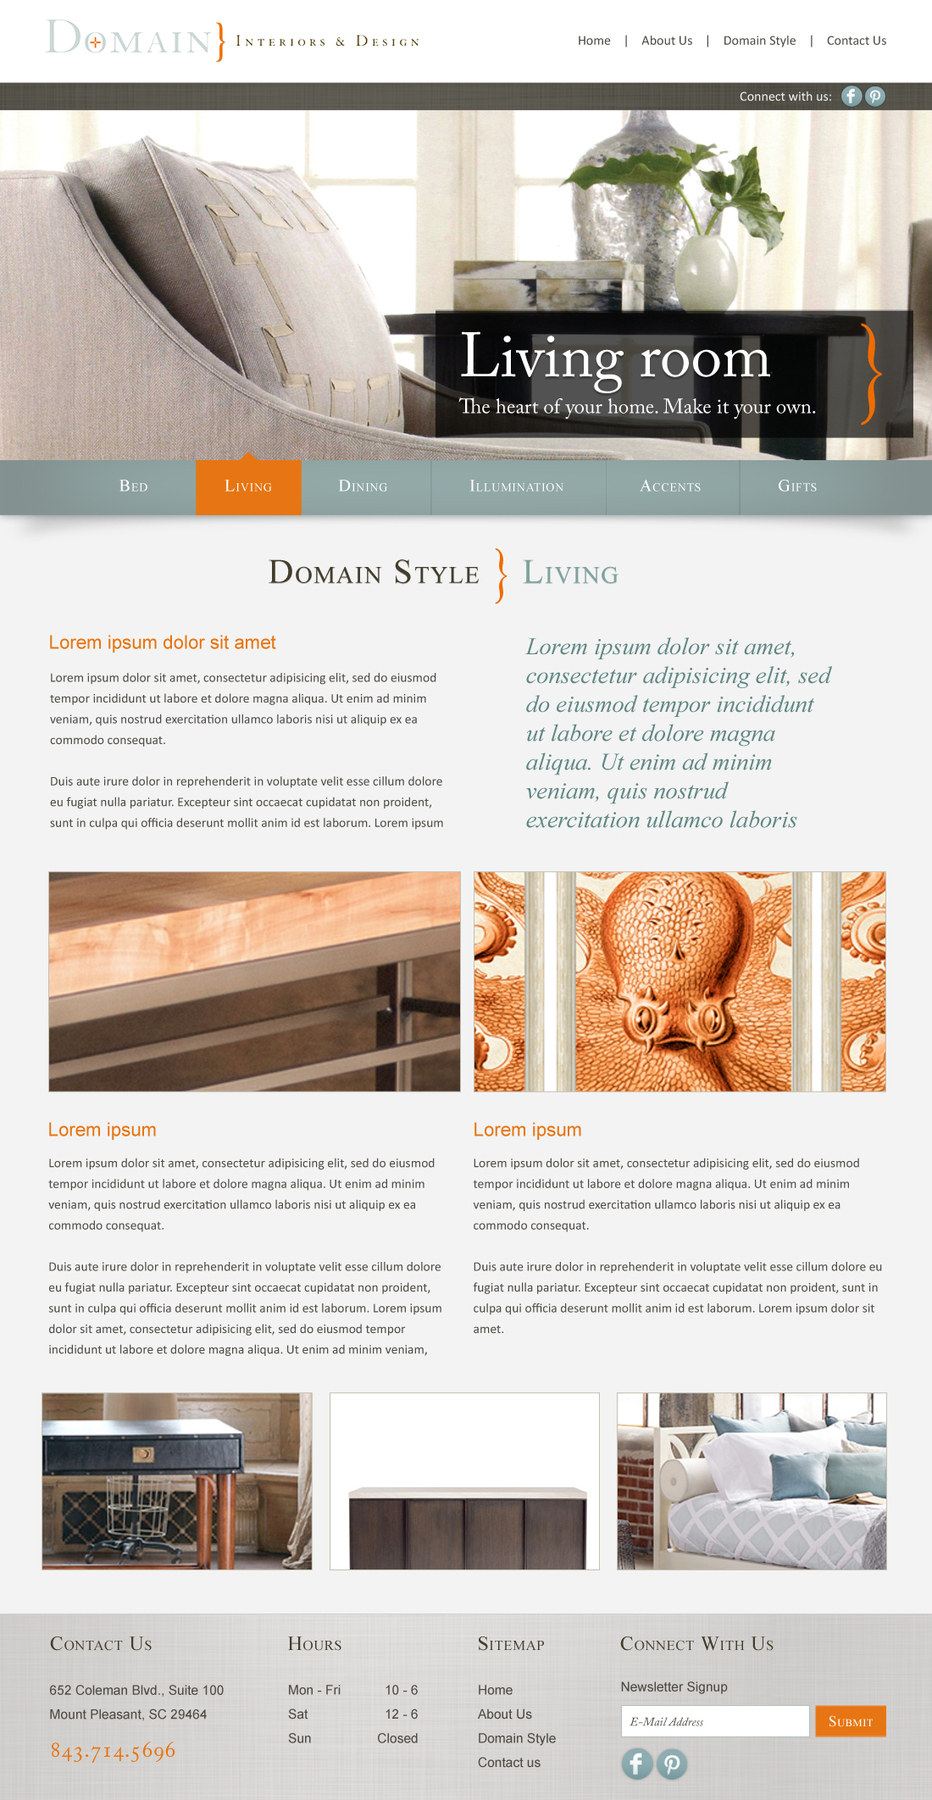 DOMAIN } INTERIORS & DESIGN
Home | About Us | Domain Style | Contact Us
Connect with us:
Living room
The heart of your home. Make it your own.
BED LIVING DINING ILLUMINATION ACCENTS GIFTS
DOMAIN STYLE } LIVING
Lorem ipsum dolor sit amet
Lorem ipsum dolor sit amet, consectetur adipisicing elit, sed do eiusmod
tempor incididunt ut labore et dolore magna aliqua. Ut enim ad minim
veniam, quis nostrud exercitation ullamco laboris nisi ut aliquip ex ea
commodo consequat.
Duis aute irure dolor in reprehenderit in voluptate velit esse cillum dolore
eu fugiat nulla pariatur. Excepteur sint occaecat cupidatat non proident,
sunt in culpa qui officia deserunt mollit anim id est laborum. Lorem ipsum
Lorem ipsum dolor sit amet,
consectetur adipisicing elit, sed
do eiusmod tempor incididunt
ut labore et dolore magna
aliqua. Ut enim ad minim
veniam, quis nostrud
exercitation ullamco laboris
Lorem ipsum
Lorem ipsum dolor sit amet, consectetur adipisicing elit, sed do eiusmod
tempor incididunt ut labore et dolore magna aliqua. Ut enim ad minim
veniam, quis nostrud exercitation ullamco laboris nisi ut aliquip ex ea
commodo consequat.
Duis aute irure dolor in reprehenderit in voluptate velit esse cillum dolore
eu fugiat nulla pariatur. Excepteur sint occaecat cupidatat non proident,
sunt in culpa qui officia deserunt mollit anim id est laborum. Lorem ipsum
dolor sit amet, consectetur adipisicing elit, sed do eiusmod tempor
incididunt ut labore et dolore magna aliqua. Ut enim ad minim veniam,
Lorem ipsum
Lorem ipsum dolor sit amet, consectetur adipisicing elit, sed do eiusmod
tempor incididunt ut labore et dolore magna aliqua. Ut enim ad minim
veniam, quis nostrud exercitation ullamco laboris nisi ut aliquip ex ea
commodo consequat.
Duis aute irure dolor in reprehenderit in voluptate velit esse cillum dolore eu
fugiat nulla pariatur. Excepteur sint occaecat cupidatat non proident, sunt in
culpa qui officia deserunt mollit anim id est laborum. Lorem ipsum dolor sit
amet.
CONTACT US
652 Coleman Blvd., Suite 100
Mount Pleasant, SC 29464
843.714.5696
HOURS
Mon - Fri 10 - 6
Sat 12 - 6
Sun Closed
SITEMAP
Home
About Us
Domain Style
Contact us
CONNECT WITH US
Newsletter Signup
E-Mail Address SUBMIT